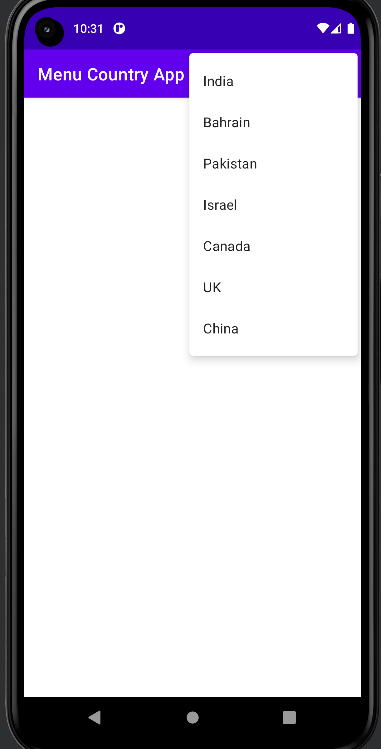 10:31
Menu Country App
India
Bahrain
Pakistan
Israel
Canada
UK
China